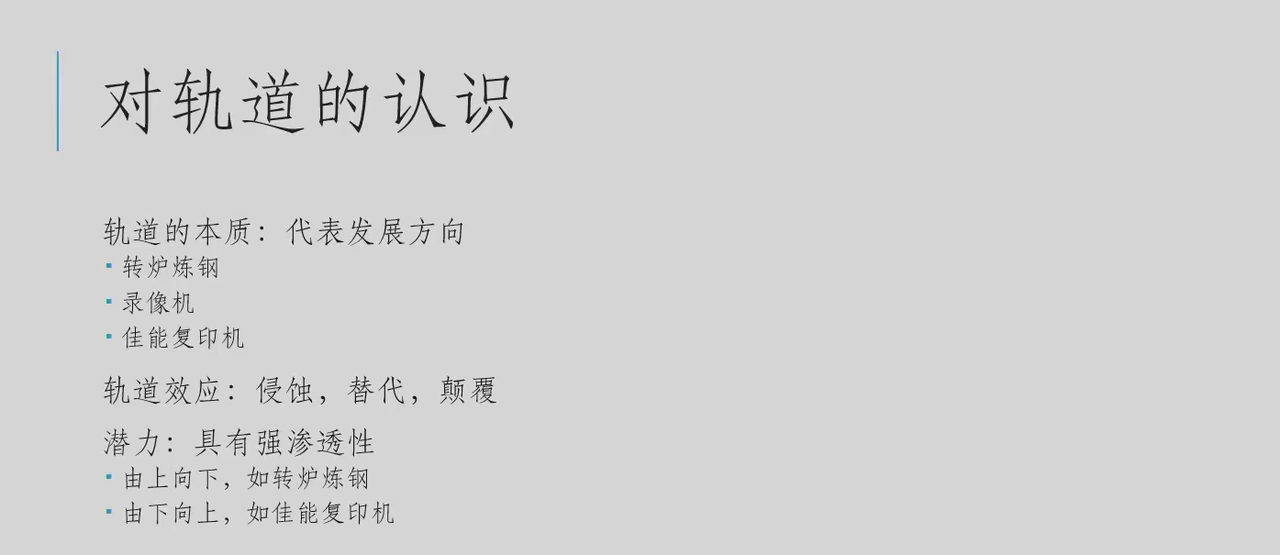 对轨道的认识
轨道的本质：代表发展方向
▪ 转炉炼钢
▪ 录像机
▪ 佳能复印机
轨道效应：侵蚀，替代，颠覆
潜力：具有强渗透性
▪ 由上向下，如转炉炼钢
▪ 由下向上，如佳能复印机